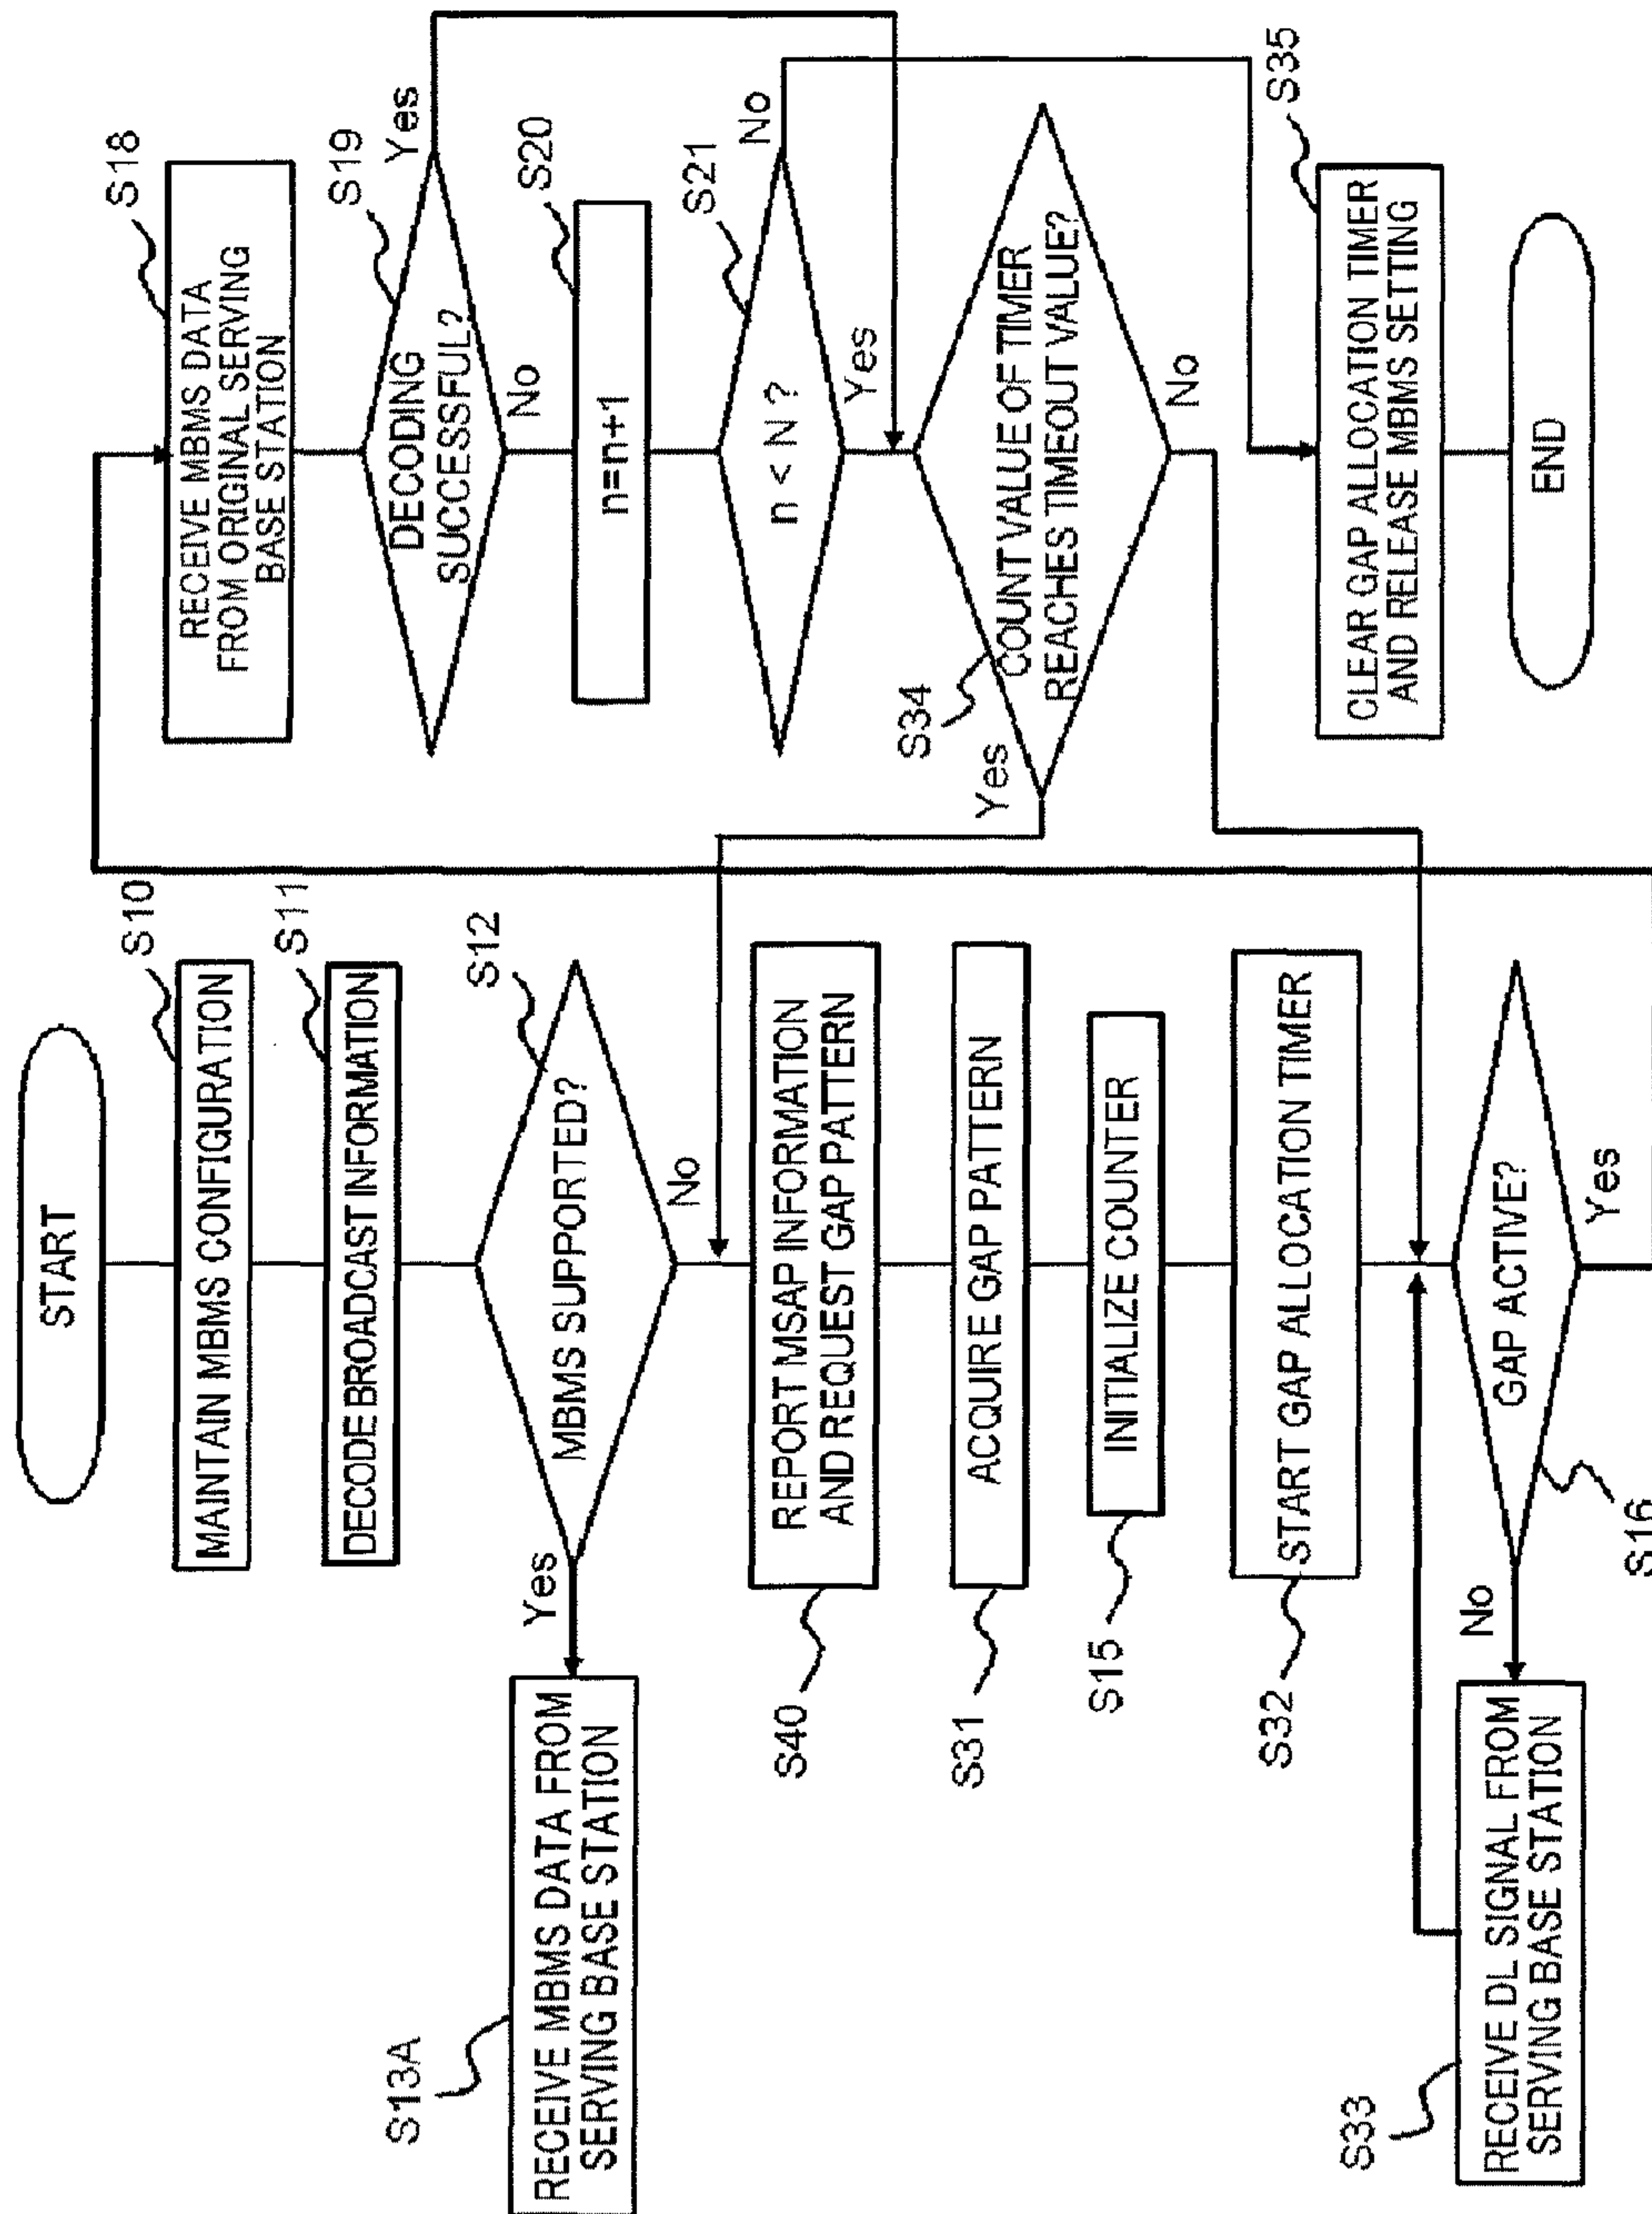 START
S10
MAINTAIN MBMS CONFIGURATION
S11
DECODE BROADCAST INFORMATION
S12
MBMS SUPPORTED?
Yes
No
S13A
RECEIVE MBMS DATA FROM
SERVING BASE STATION
REPORT MSAP INFORMATION
AND REQUEST GAP PATTERN
S40
ACQUIRE GAP PATTERN
S31
INITIALIZE COUNTER
S15
START GAP ALLOCATION TIMER
S32
GAP ACTIVE?
No
Yes
S16
S33
RECEIVE DL SIGNAL FROM
SERVING BASE STATION
S18
RECEIVE MBMS DATA
FROM ORIGINAL SERVING
BASE STATION
S19
DECODING
SUCCESSFUL?
Yes
No
S20
n=n+1
S21
n < N ?
No
Yes
COUNT VALUE OF TIMER
REACHES TIMEOUT VALUE?
S34
Yes
No
S35
CLEAR GAP ALLOCATION TIMER
AND RELEASE MBMS SETTING
END